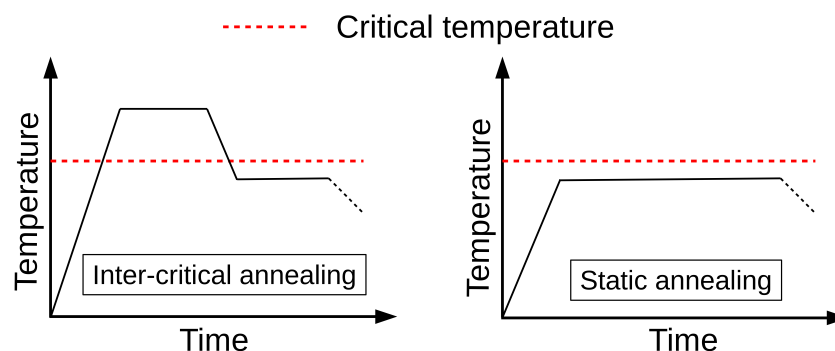 Critical temperature
Temperature
Inter-critical annealing
Time
Temperature
Static annealing
Time